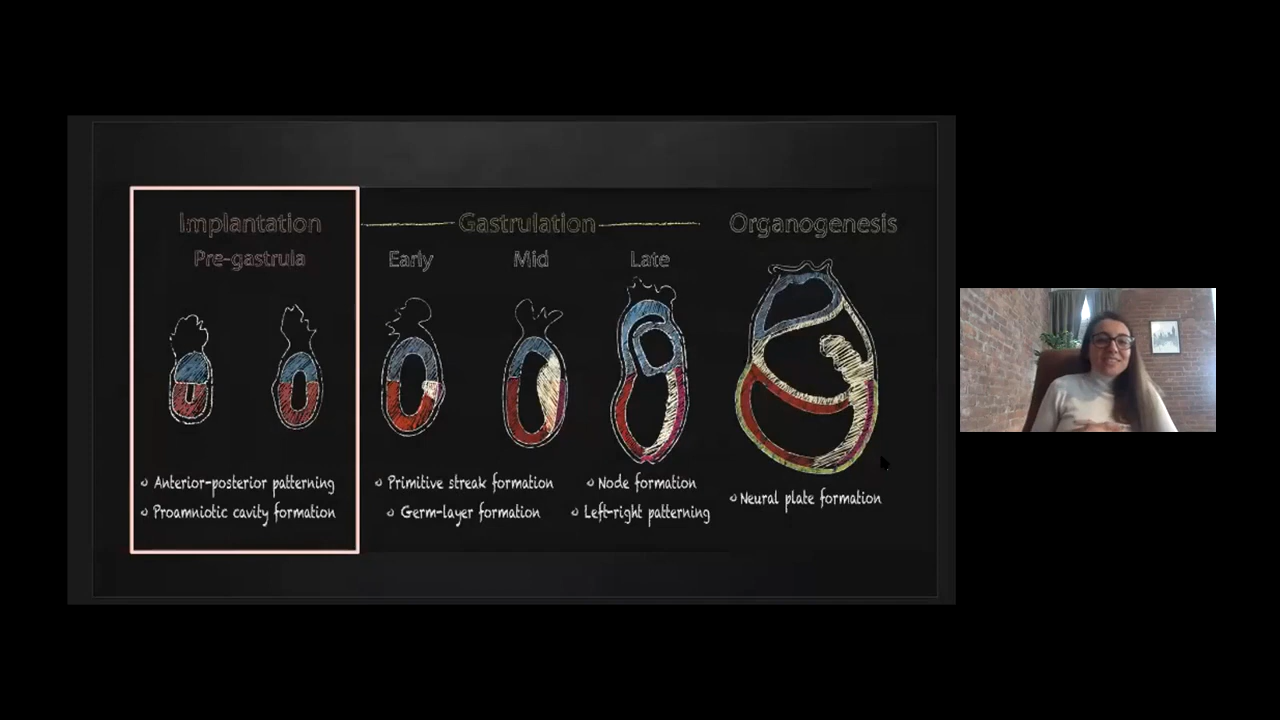 Implantation
Gastrulation
Organogenesis
Pre-gastrula
Early
Mid
Late
Anterior-posterior patterning
Proamniotic cavity formation
Primitive streak formation
Germ-layer formation
Node formation
Left-right patterning
Neural plate formation